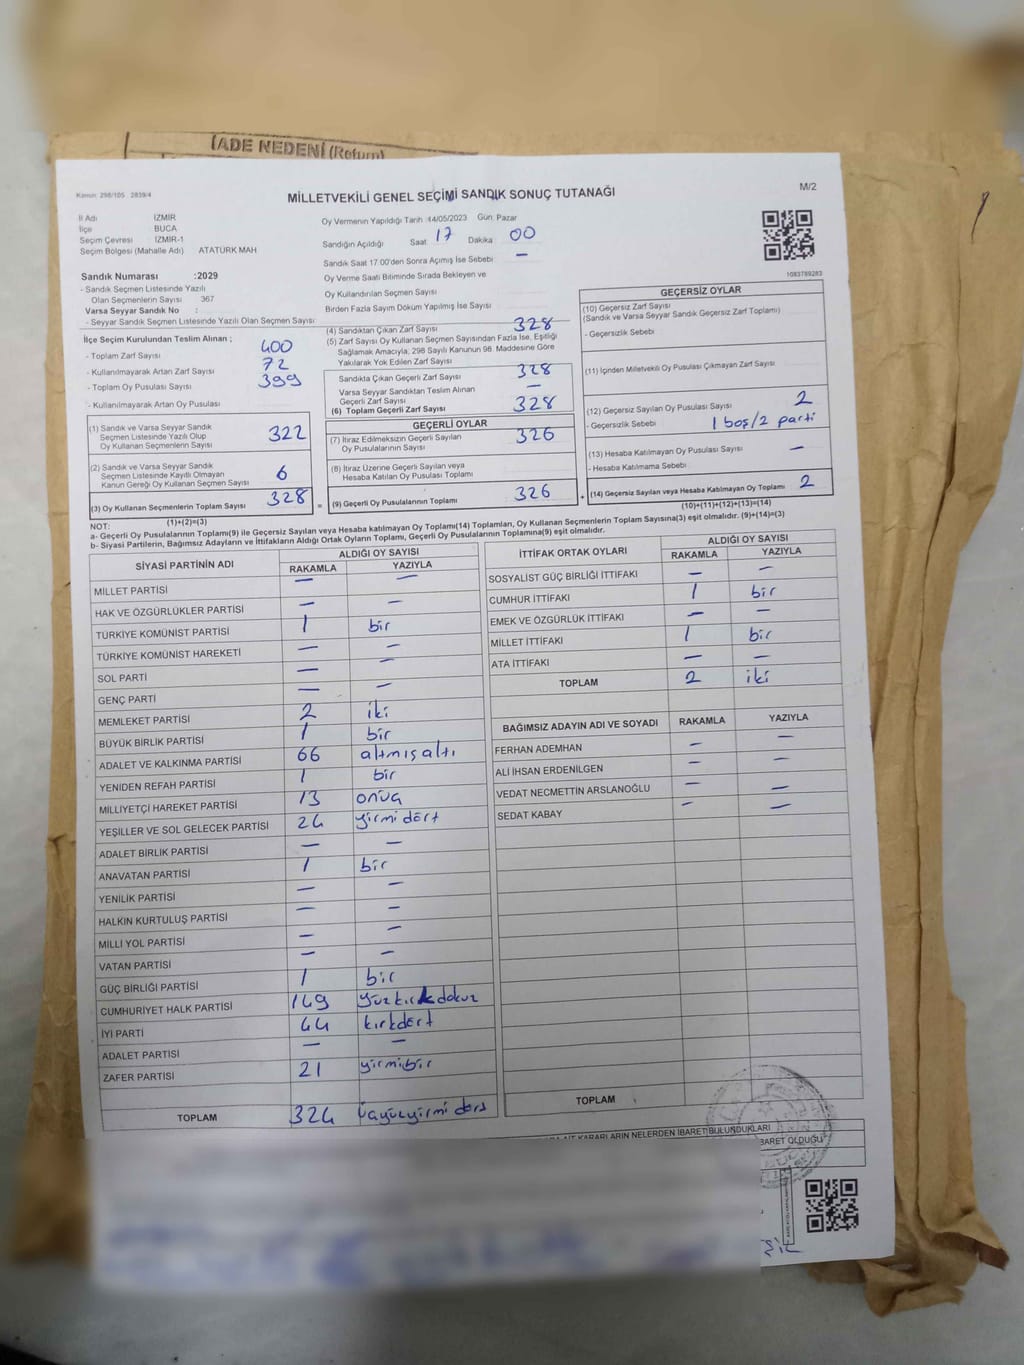 İADE NEDENİ (Return)
Kanun: 298/105 2839/4
MİLLETVEKİLİ GENEL SEÇİMİ SANDIK SONUÇ TUTANAĞI
M/2
İl Adı : İZMİR
İlçe : BUCA
Seçim Çevresi : İZMİR-1
Seçim Bölgesi (Mahalle Adı) ATATÜRK MAH
Sandık Numarası :2029
- Sandık Seçmen Listesinde Yazılı
Olan Seçmenlerin Sayısı 367
Varsa Seyyar Sandık No :
- Seyyar Sandık Seçmen Listesinde Yazılı Olan Seçmen Sayısı
Oy Vermenin Yapıldığı Tarih :14/05/2023 Gün: Pazar
Sandığın Açıldığı Saat 17 Dakika 00
Sandık Saat 17.00'den Sonra Açımış İse Sebebi —
Oy Verme Saati Bitiminde Sırada Bekleyen ve
Oy Kullandırılan Seçmen Sayısı
Birden Fazla Sayım Döküm Yapılmış İse Sayısı
1083789283
İlçe Seçim Kurulundan Teslim Alınan ;
- Toplam Zarf Sayısı 400
- Kullanılmayarak Artan Zarf Sayısı 72
- Toplam Oy Pusulası Sayısı 399
- Kullanılmayarak Artan Oy Pusulası
(1) Sandık ve Varsa Seyyar Sandık
Seçmen Listesinde Yazılı Olup
Oy Kullanan Seçmenlerin Sayısı 322
(2) Sandık ve Varsa Seyyar Sandık
Seçmen Listesinde Kayıtlı Olmayan
Kanun Gereği Oy Kullanan Seçmen Sayısı 6
(3) Oy Kullanan Seçmenlerin Toplam Sayısı 328
(1)+(2)=(3)
(4) Sandıktan Çıkan Zarf Sayısı 328
(5) Zarf Sayısı Oy Kullanan Seçmen Sayısından Fazla İse, Eşitliği
Sağlamak Amacıyla, 298 Sayılı Kanunun 98. Maddesine Göre
Yakılarak Yok Edilen Zarf Sayısı
Sandıkta Çıkan Geçerli Zarf Sayısı 328
Varsa Seyyar Sandıktan Teslim Alınan
Geçerli Zarf Sayısı —
(6) Toplam Geçerli Zarf Sayısı 328
GEÇERLİ OYLAR
(7) İtiraz Edilmeksizin Geçerli Sayılan
Oy Pusulalarının Sayısı 326
(8) İtiraz Üzerine Geçerli Sayılan veya
Hesaba Katılan Oy Pusulası Toplamı
= (9) Geçerli Oy Pusulalarının Toplamı 326
GEÇERSİZ OYLAR
(10) Geçersiz Zarf Sayısı
(Sandık ve Varsa Seyyar Sandık Geçersiz Zarf Toplamı)
- Geçersizlik Sebebi
(11) İçinden Milletvekili Oy Pusulası Çıkmayan Zarf Sayısı
(12) Geçersiz Sayılan Oy Pusulası Sayısı 2
- Geçersizlik Sebebi 1 boş/2 parti
(13) Hesaba Katılmayan Oy Pusulası Sayısı —
- Hesaba Katılmama Sebebi
+ (14) Geçersiz Sayılan veya Hesaba Katılmayan Oy Toplamı 2
(10)+(11)+(12)+(13)=(14)
NOT:
a- Geçerli Oy Pusulalarının Toplamı(9) ile Geçersiz Sayılan veya Hesaba katılmayan Oy Toplamı(14) Toplamları, Oy Kullanan Seçmenlerin Toplam Sayısına(3) eşit olmalıdır. (9)+(14)=(3)
b- Siyasi Partilerin, Bağımsız Adayların ve İttifakların Aldığı Ortak Oyların Toplamı, Geçerli Oy Pusulalarının Toplamına(9) eşit olmalıdır.
SİYASİ PARTİNİN ADI ALDIĞI OY SAYISI
RAKAMLA YAZIYLA
MİLLET PARTİSİ — —
HAK VE ÖZGÜRLÜKLER PARTİSİ — —
TÜRKİYE KOMÜNİST PARTİSİ 1 bir
TÜRKİYE KOMÜNİST HAREKETİ — —
SOL PARTİ — —
GENÇ PARTİ — —
MEMLEKET PARTİSİ 2 iki
BÜYÜK BİRLİK PARTİSİ 1 bir
ADALET VE KALKINMA PARTİSİ 66 altmışaltı
YENİDEN REFAH PARTİSİ 1 bir
MİLLİYETÇİ HAREKET PARTİSİ 13 onüç
YEŞİLLER VE SOL GELECEK PARTİSİ 24 yirmidört
ADALET BİRLİK PARTİSİ — —
ANAVATAN PARTİSİ 1 bir
YENİLİK PARTİSİ — —
HALKIN KURTULUŞ PARTİSİ — —
MİLLİ YOL PARTİSİ — —
VATAN PARTİSİ — —
GÜÇ BİRLİĞİ PARTİSİ 1 bir
CUMHURİYET HALK PARTİSİ 149 yüzkırkdokuz
İYİ PARTİ 44 kırkdört
ADALET PARTİSİ — —
ZAFER PARTİSİ 21 yirmibir
TOPLAM 324 üçyüzyirmi dört
İTTİFAK ORTAK OYLARI ALDIĞI OY SAYISI
RAKAMLA YAZIYLA
SOSYALİST GÜÇ BİRLİĞİ İTTİFAKI — —
CUMHUR İTTİFAKI 1 bir
EMEK VE ÖZGÜRLÜK İTTİFAKI — —
MİLLET İTTİFAKI 1 bir
ATA İTTİFAKI — —
TOPLAM 2 iki
BAĞIMSIZ ADAYIN ADI VE SOYADI RAKAMLA YAZIYLA
FERHAN ADEMHAN — —
ALİ İHSAN ERDENİLGEN — —
VEDAT NECMETTİN ARSLANOĞLU — —
SEDAT KABAY — —
TOPLAM
KARARLARIN NELERDEN İBARET BULUNDUKLARI
BARET OLDUĞU